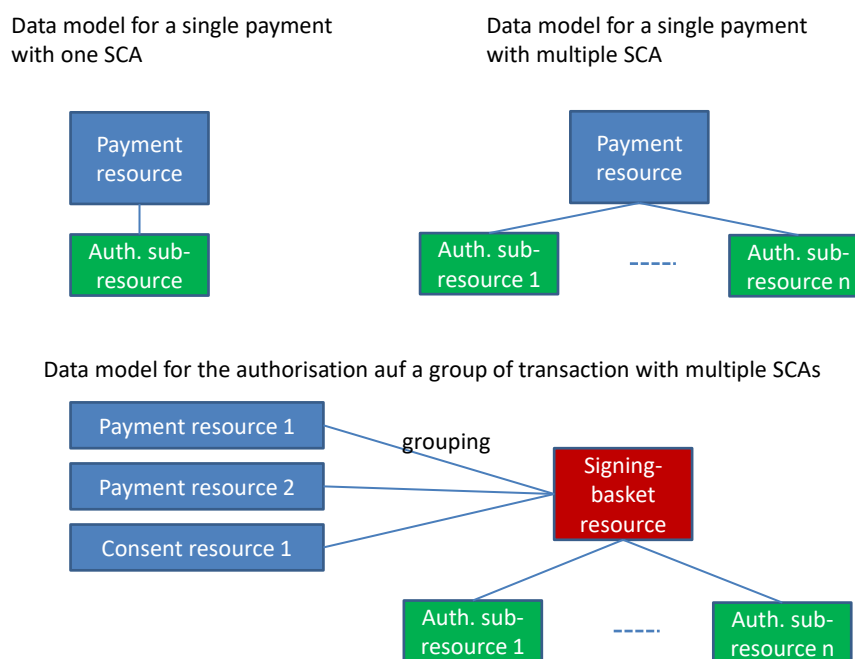 Data model for a single payment
with one SCA
Data model for a single payment
with multiple SCA
Payment
resource
Auth. sub-
resource
Payment
resource
Auth. sub-
resource 1
Auth. sub-
resource n
Data model for the authorisation auf a group of transaction with multiple SCAs
Payment resource 1
Payment resource 2
Consent resource 1
grouping
Signing-
basket
resource
Auth. sub-
resource 1
Auth. sub-
resource n